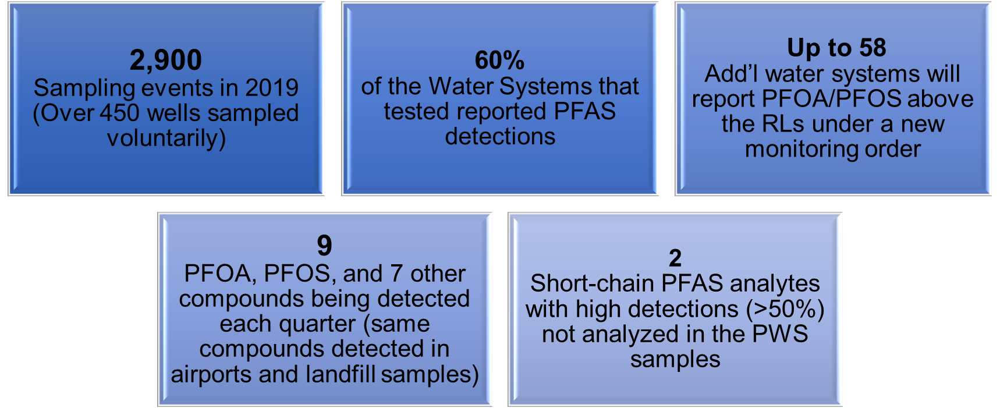 2,900
Sampling events in 2019
(Over 450 wells sampled
voluntarily)
60%
of the Water Systems that
tested reported PFAS
detections
Up to 58
Add’l water systems will
report PFOA/PFOS above
the RLs under a new
monitoring order
9
PFOA, PFOS, and 7 other
compounds being detected
each quarter (same
compounds detected in
airports and landfill samples)
2
Short-chain PFAS analytes
with high detections (>50%)
not analyzed in the PWS
samples